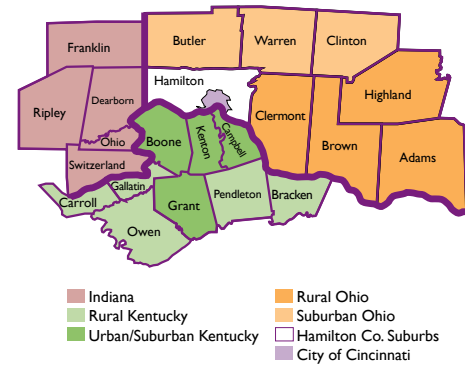 Franklin
Butler
Warren
Clinton
Hamilton
Ripley
Dearborn
Highland
Clermont
Ohio
Boone
Kenton
Campbell
Brown
Adams
Switzerland
Gallatin
Carroll
Grant
Pendleton
Bracken
Owen
Indiana
Rural Kentucky
Urban/Suburban Kentucky
Rural Ohio
Suburban Ohio
Hamilton Co. Suburbs
City of Cincinnati